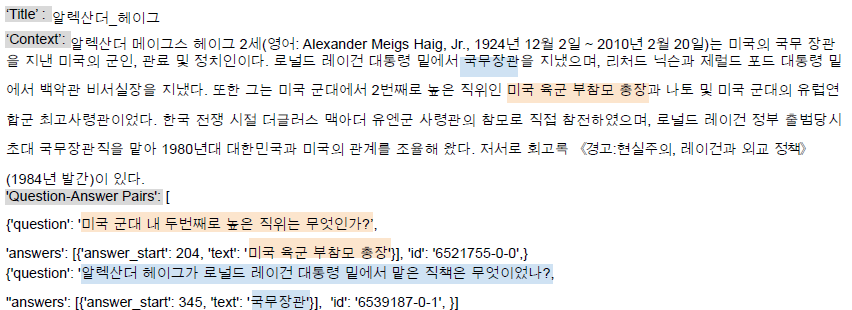 'Title' : 알렉산더_헤이그
'Context': 알렉산더 메이그스 헤이그 2세(영어: Alexander Meigs Haig, Jr., 1924년 12월 2일 ~ 2010년 2월 20일)는 미국의 국무 장관
을 지낸 미국의 군인, 관료 및 정치인이다. 로널드 레이건 대통령 밑에서 국무장관을 지냈으며, 리처드 닉슨과 제럴드 포드 대통령 밑
에서 백악관 비서실장을 지냈다. 또한 그는 미국 군대에서 2번째로 높은 직위인 미국 육군 부참모 총장과 나토 및 미국 군대의 유럽연
합군 최고사령관이었다. 한국 전쟁 시절 더글러스 맥아더 유엔군 사령관의 참모로 직접 참전하였으며, 로널드 레이건 정부 출범당시
초대 국무장관직을 맡아 1980년대 대한민국과 미국의 관계를 조율해 왔다. 저서로 회고록 《경고:현실주의, 레이건과 외교 정책》
(1984년 발간)이 있다.
'Question-Answer Pairs': [
{'question': '미국 군대 내 두번째로 높은 직위는 무엇인가?',
'answers': [{'answer_start': 204, 'text': '미국 육군 부참모 총장'}], 'id': '6521755-0-0',}
{'question': '알렉산더 헤이그가 로널드 레이건 대통령 밑에서 맡은 직책은 무엇이었나?,
"answers': [{'answer_start': 345, 'text': '국무장관'}], 'id': '6539187-0-1', }]